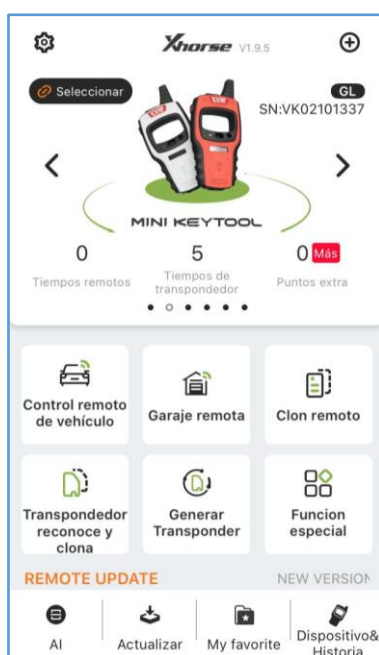 Xhorse V1.9.5
Seleccionar
GL
SN:VK02101337
MINI KEYTOOL
0
5
0 Más
Tiempos remotos
Tiempos de
transpondedor
Puntos extra
Control remoto
de vehículo
Garaje remota
Clon remoto
Transpondedor
reconoce y
clona
Generar
Transponder
Funcion
especial
REMOTE UPDATE
NEW VERSION
AI
Actualizar
My favorite
Dispositivo&
Historia